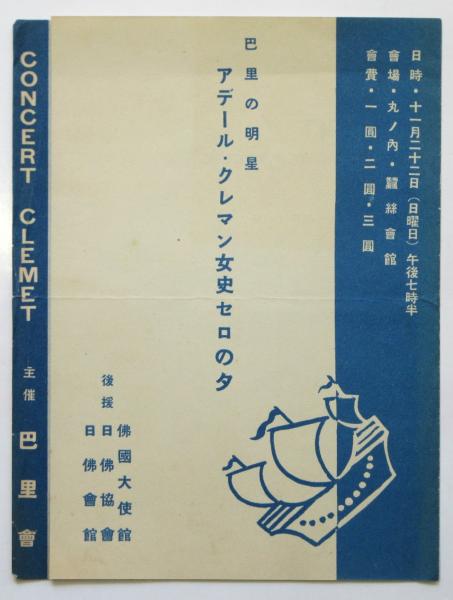 日時・十一月二十二日（日曜日）午後七時半
會場・丸ノ内・蠶絲會館
會費・一圓・二圓・三圓
巴里の明星
アデール・クレマン女史セロの夕
後援
佛國大使館
日佛協會
日佛會館
CONCERT CLEMET
主催 巴里會